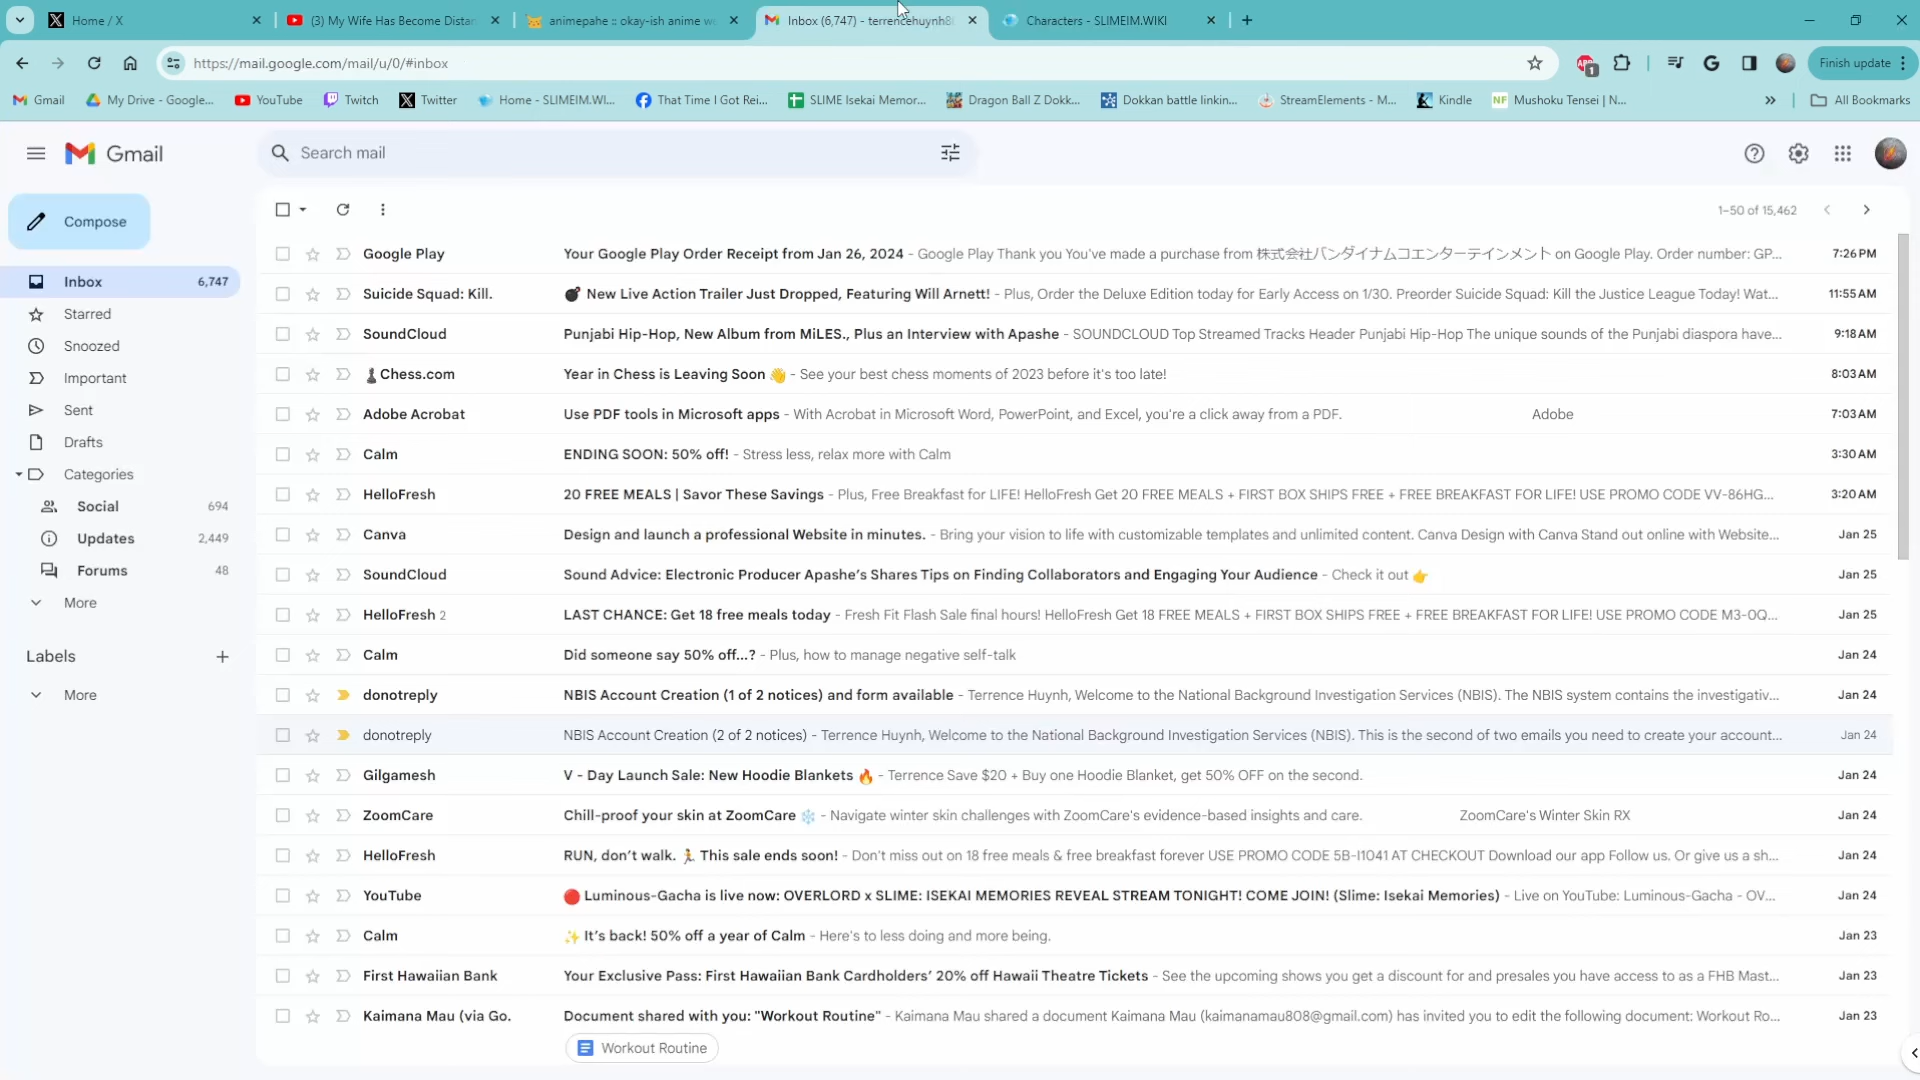 Home / X
(3) My Wife Has Become Distan
animepahe :: okay-ish anime we
Inbox (6,747) - terrencehuynh80
Characters - SLIMEIM.WIKI
https://mail.google.com/mail/u/0/#inbox
1
Finish update
Gmail
My Drive - Google...
YouTube
Twitch
Twitter
Home - SLIMEIM.WI...
That Time I Got Rei...
SLIME Isekai Memor...
Dragon Ball Z Dokk...
Dokkan battle linkin...
StreamElements - M...
Kindle
NF Mushoku Tensei | N...
All Bookmarks
Gmail
Search mail
Compose
1–50 of 15,462
Inbox 6,747
Starred
Snoozed
Important
Sent
Drafts
Categories
Social 694
Updates 2,449
Forums 48
More
Labels
More
Google Play Your Google Play Order Receipt from Jan 26, 2024 - Google Play Thank you You've made a purchase from 株式会社バンダイナムコエンターテインメント on Google Play. Order number: GP... 7:26 PM
Suicide Squad: Kill. 💣 New Live Action Trailer Just Dropped, Featuring Will Arnett! - Plus, Order the Deluxe Edition today for Early Access on 1/30. Preorder Suicide Squad: Kill the Justice League Today! Wat... 11:55 AM
SoundCloud Punjabi Hip-Hop, New Album from MiLES., Plus an Interview with Apashe - SOUNDCLOUD Top Streamed Tracks Header Punjabi Hip-Hop The unique sounds of the Punjabi diaspora have... 9:18 AM
♟Chess.com Year in Chess is Leaving Soon 👋 - See your best chess moments of 2023 before it's too late! 8:03 AM
Adobe Acrobat Use PDF tools in Microsoft apps - With Acrobat in Microsoft Word, PowerPoint, and Excel, you're a click away from a PDF. Adobe 7:03 AM
Calm ENDING SOON: 50% off! - Stress less, relax more with Calm 3:30 AM
HelloFresh 20 FREE MEALS | Savor These Savings - Plus, Free Breakfast for LIFE! HelloFresh Get 20 FREE MEALS + FIRST BOX SHIPS FREE + FREE BREAKFAST FOR LIFE! USE PROMO CODE VV-86HG... 3:20 AM
Canva Design and launch a professional Website in minutes. - Bring your vision to life with customizable templates and unlimited content. Canva Design with Canva Stand out online with Website... Jan 25
SoundCloud Sound Advice: Electronic Producer Apashe's Shares Tips on Finding Collaborators and Engaging Your Audience - Check it out 👉 Jan 25
HelloFresh 2 LAST CHANCE: Get 18 free meals today - Fresh Fit Flash Sale final hours! HelloFresh Get 18 FREE MEALS + FIRST BOX SHIPS FREE + FREE BREAKFAST FOR LIFE! USE PROMO CODE M3-0Q... Jan 25
Calm Did someone say 50% off...? - Plus, how to manage negative self-talk Jan 24
donotreply NBIS Account Creation (1 of 2 notices) and form available - Terrence Huynh, Welcome to the National Background Investigation Services (NBIS). The NBIS system contains the investigativ... Jan 24
donotreply NBIS Account Creation (2 of 2 notices) - Terrence Huynh, Welcome to the National Background Investigation Services (NBIS). This is the second of two emails you need to create your account... Jan 24
Gilgamesh V - Day Launch Sale: New Hoodie Blankets 🔥 - Terrence Save $20 + Buy one Hoodie Blanket, get 50% OFF on the second. Jan 24
ZoomCare Chill-proof your skin at ZoomCare ❄️ - Navigate winter skin challenges with ZoomCare's evidence-based insights and care. ZoomCare's Winter Skin RX Jan 24
HelloFresh RUN, don't walk. 🏃 This sale ends soon! - Don't miss out on 18 free meals & free breakfast forever USE PROMO CODE 5B-I1041 AT CHECKOUT Download our app Follow us. Or give us a sh... Jan 24
YouTube 🔴 Luminous-Gacha is live now: OVERLORD x SLIME: ISEKAI MEMORIES REVEAL STREAM TONIGHT! COME JOIN! (Slime: Isekai Memories) - Live on YouTube: Luminous-Gacha - OV... Jan 24
Calm ✨ It's back! 50% off a year of Calm - Here's to less doing and more being. Jan 23
First Hawaiian Bank Your Exclusive Pass: First Hawaiian Bank Cardholders' 20% off Hawaii Theatre Tickets - See the upcoming shows you get a discount for and presales you have access to as a FHB Mast... Jan 23
Kaimana Mau (via Go. Document shared with you: "Workout Routine" - Kaimana Mau shared a document Kaimana Mau (kaimanamau808@gmail.com) has invited you to edit the following document: Workout Ro... Jan 23
Workout Routine